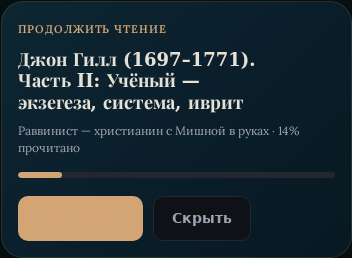 ПРОДОЛЖИТЬ ЧТЕНИЕ
Джон Гилл (1697–1771).
Часть II: Учёный —
экзегеза, система, иврит
Раввинист — христианин с Мишной в руках · 14%
прочитано
Скрыть